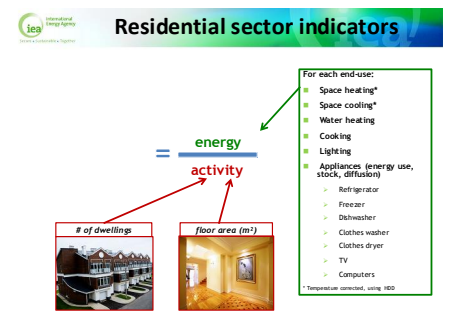 iea
International
Energy Agency
Secure • Sustainable • Together
Residential sector indicators
For each end-use:
Space heating*
Space cooling*
Water heating
Cooking
Lighting
Appliances (energy use,
stock, diffusion)
Refrigerator
Freezer
Dishwasher
Clothes washer
Clothes dryer
TV
Computers
* Temperature corrected, using HDD
=
energy
activity
# of dwellings
floor area (m²)